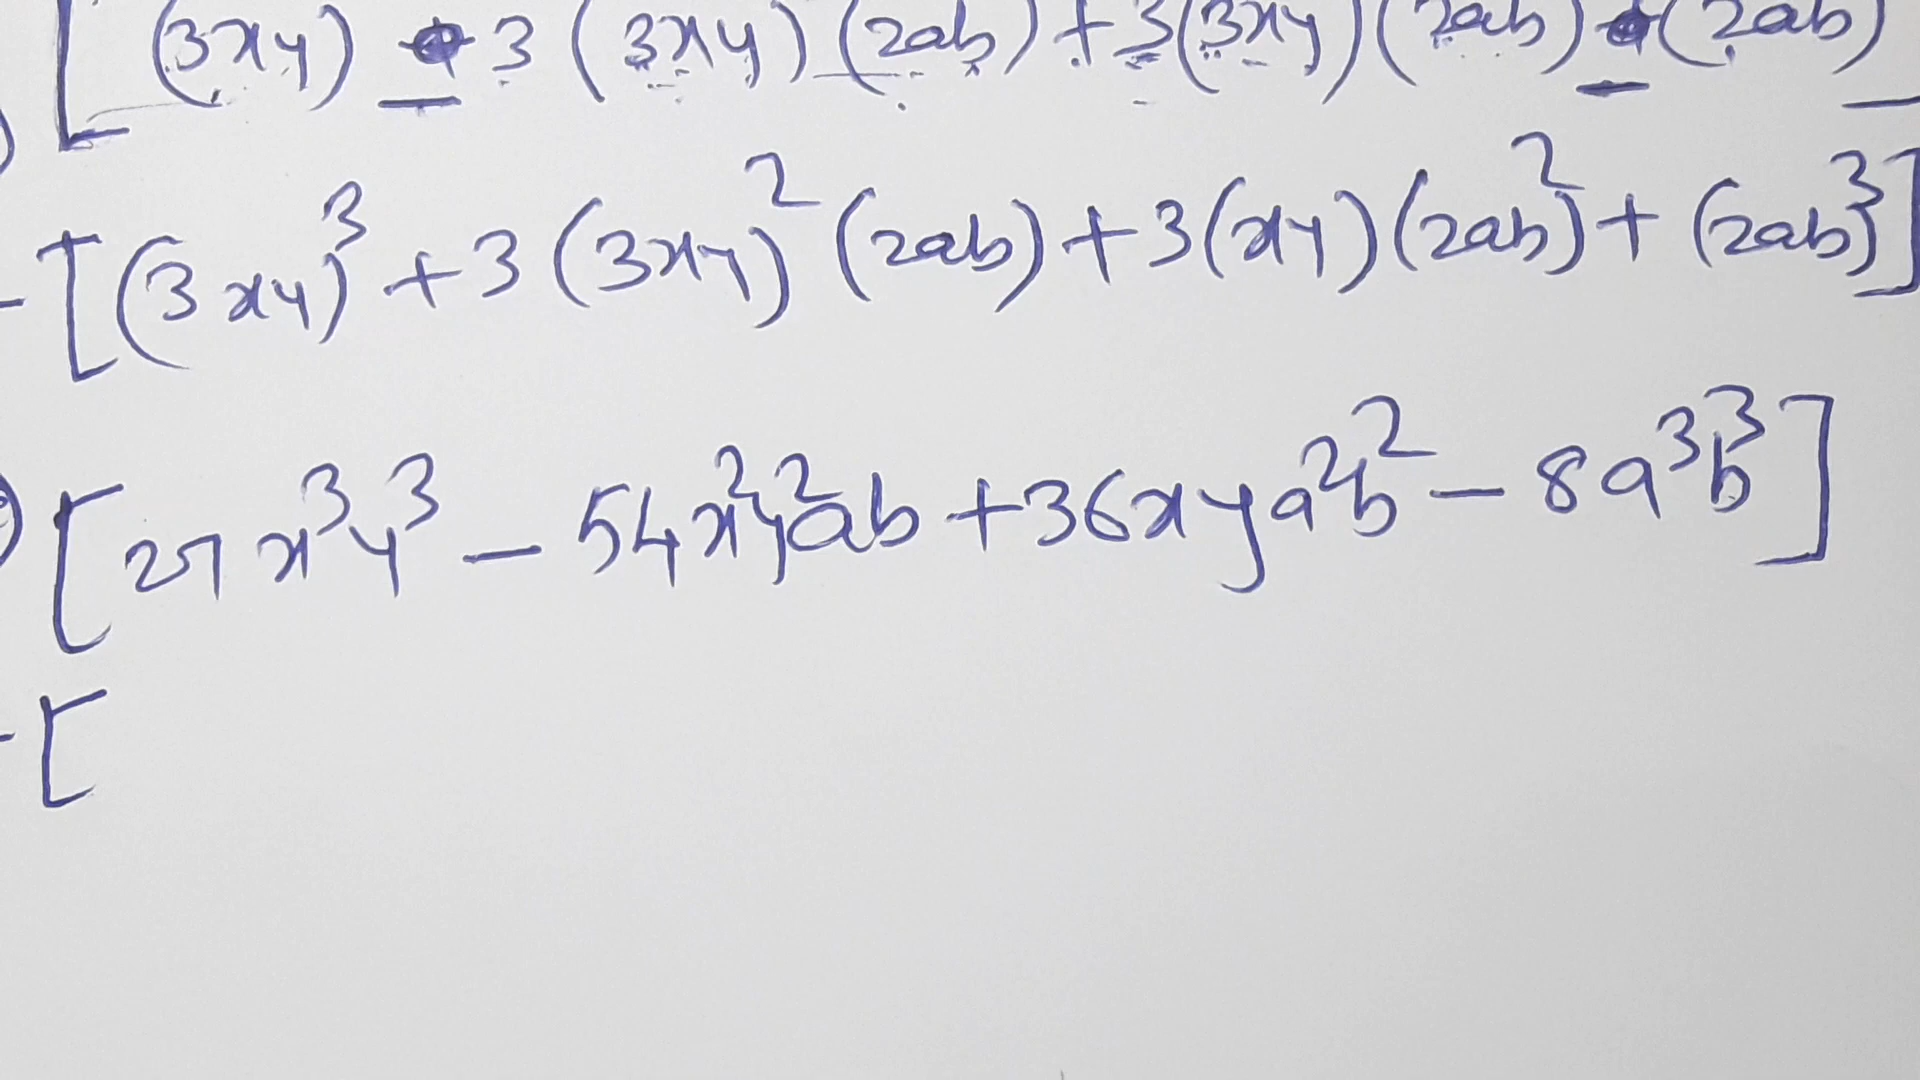 [ (3xy) - 3 (3xy) (2ab) + 3(3xy)(2ab) - (2ab)
- [(3xy)³ + 3(3xy)² (2ab) + 3(xy)(2ab)² + (2ab)³]
[27x³y³ - 54x²y²ab + 36xya²b² - 8a³b³]
- [